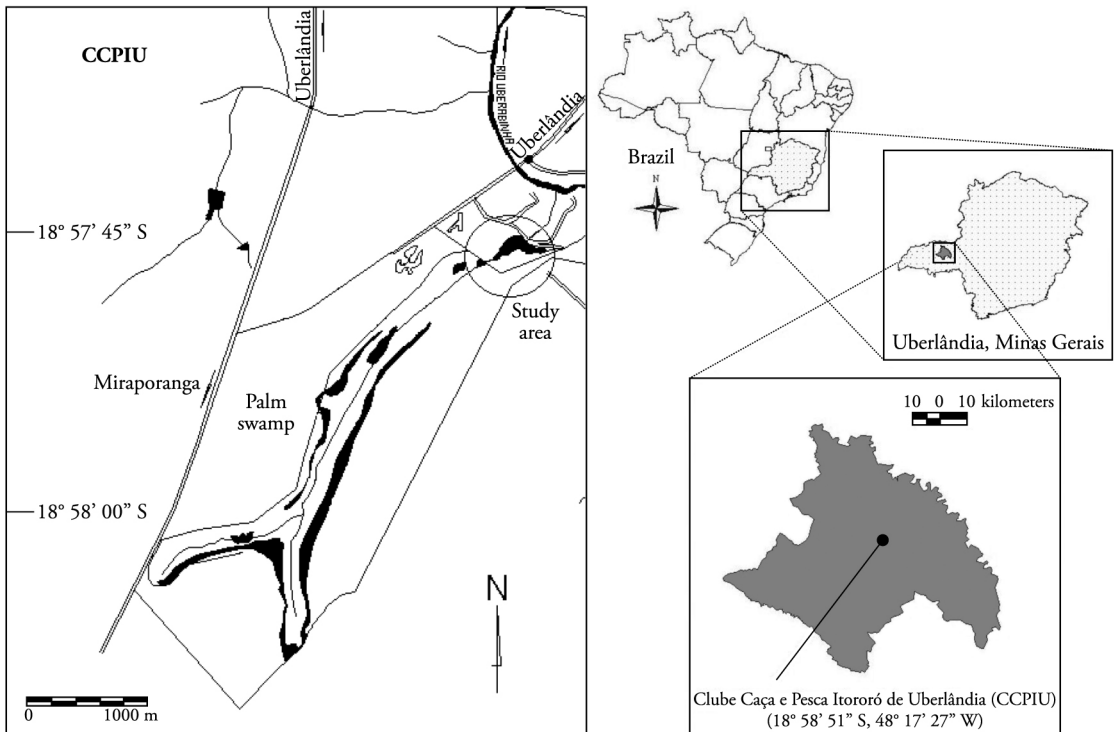 CCPIU
Uberlândia
RIO UBERABINHA
Uberlândia
18° 57’ 45” S
Study
area
Miraporanga
Palm
swamp
18° 58’ 00” S
N
0 1000 m
Brazil
N
Uberlândia, Minas Gerais
10 0 10 kilometers
Clube Caça e Pesca Itororó de Uberlândia (CCPIU)
(18° 58’ 51” S, 48° 17’ 27” W)